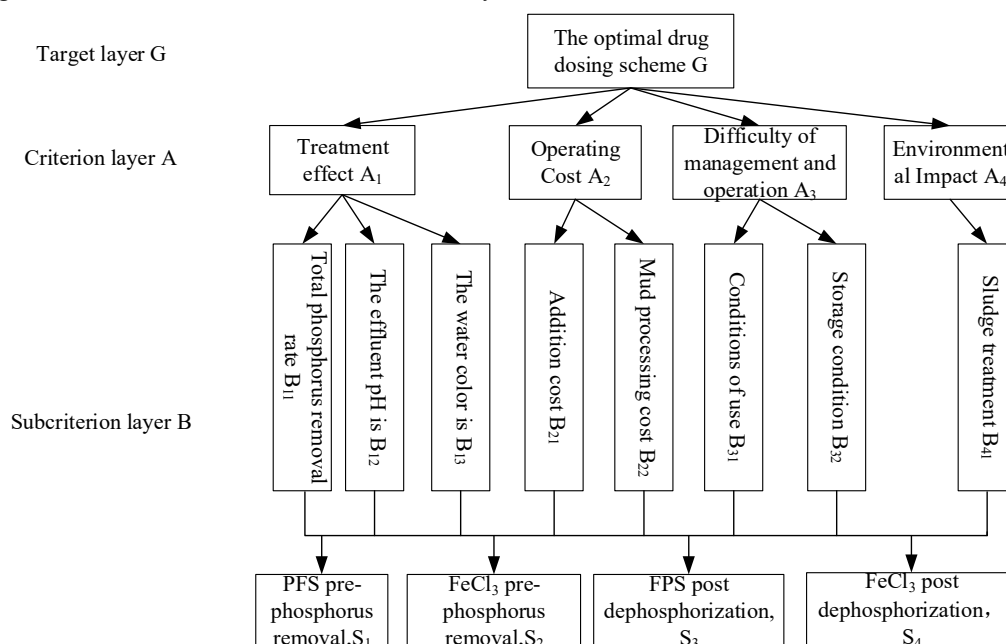 Target layer G
The optimal drug
dosing scheme G
Criterion layer A
Treatment
effect A₁
Operating
Cost A₂
Difficulty of
management and
operation A₃
Environment
al Impact A₄
Subcriterion layer B
Total phosphorus removal
rate B₁₁
The effluent pH is B₁₂
The water color is B₁₃
Addition cost B₂₁
Mud processing cost B₂₂
Conditions of use B₃₁
Storage condition B₃₂
Sludge treatment B₄₁
PFS pre-
phosphorus
removal,S₁
FeCl₃ pre-
phosphorus
removal,S₂
FPS post
dephosphorization,
S₃
FeCl₃ post
dephosphorization,
S₄